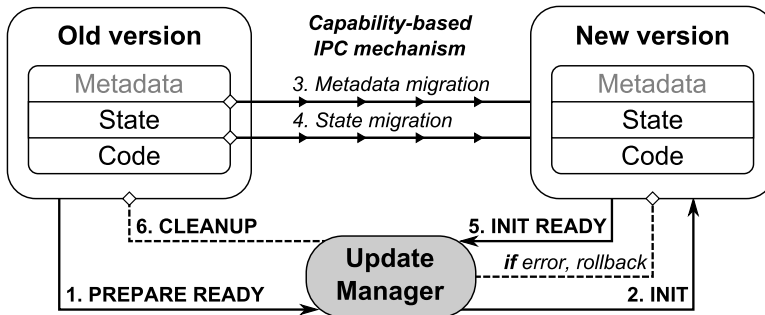 Old version
Capability-based
IPC mechanism
New version
Metadata
State
Code
3. Metadata migration
4. State migration
Metadata
State
Code
6. CLEANUP
5. INIT READY
Update
Manager
if error, rollback
1. PREPARE READY
2. INIT